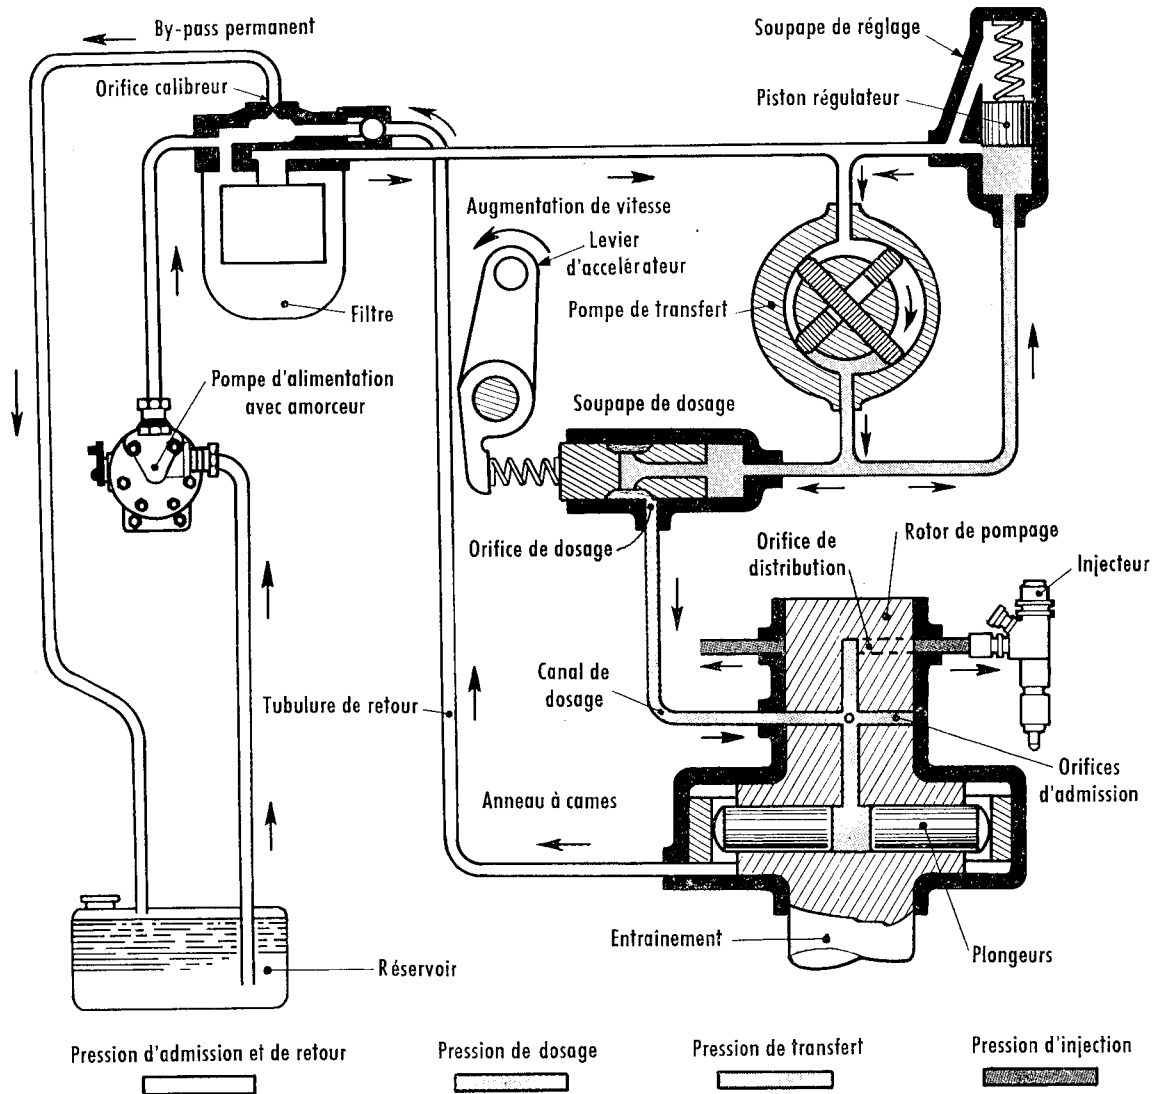 By-pass permanent
Orifice calibreur
Soupape de réglage
Piston régulateur
Augmentation de vitesse
Levier
d'accelérateur
Filtre
Pompe de transfert
Pompe d'alimentation
avec amorceur
Soupape de dosage
Orifice de dosage
Orifice de
distribution
Rotor de pompage
Injecteur
Canal de
dosage
Tubulure de retour
Orifices
d'admission
Anneau à cames
Entraînement
Plongeurs
Réservoir
Pression d'admission et de retour
Pression de dosage
Pression de transfert
Pression d'injection